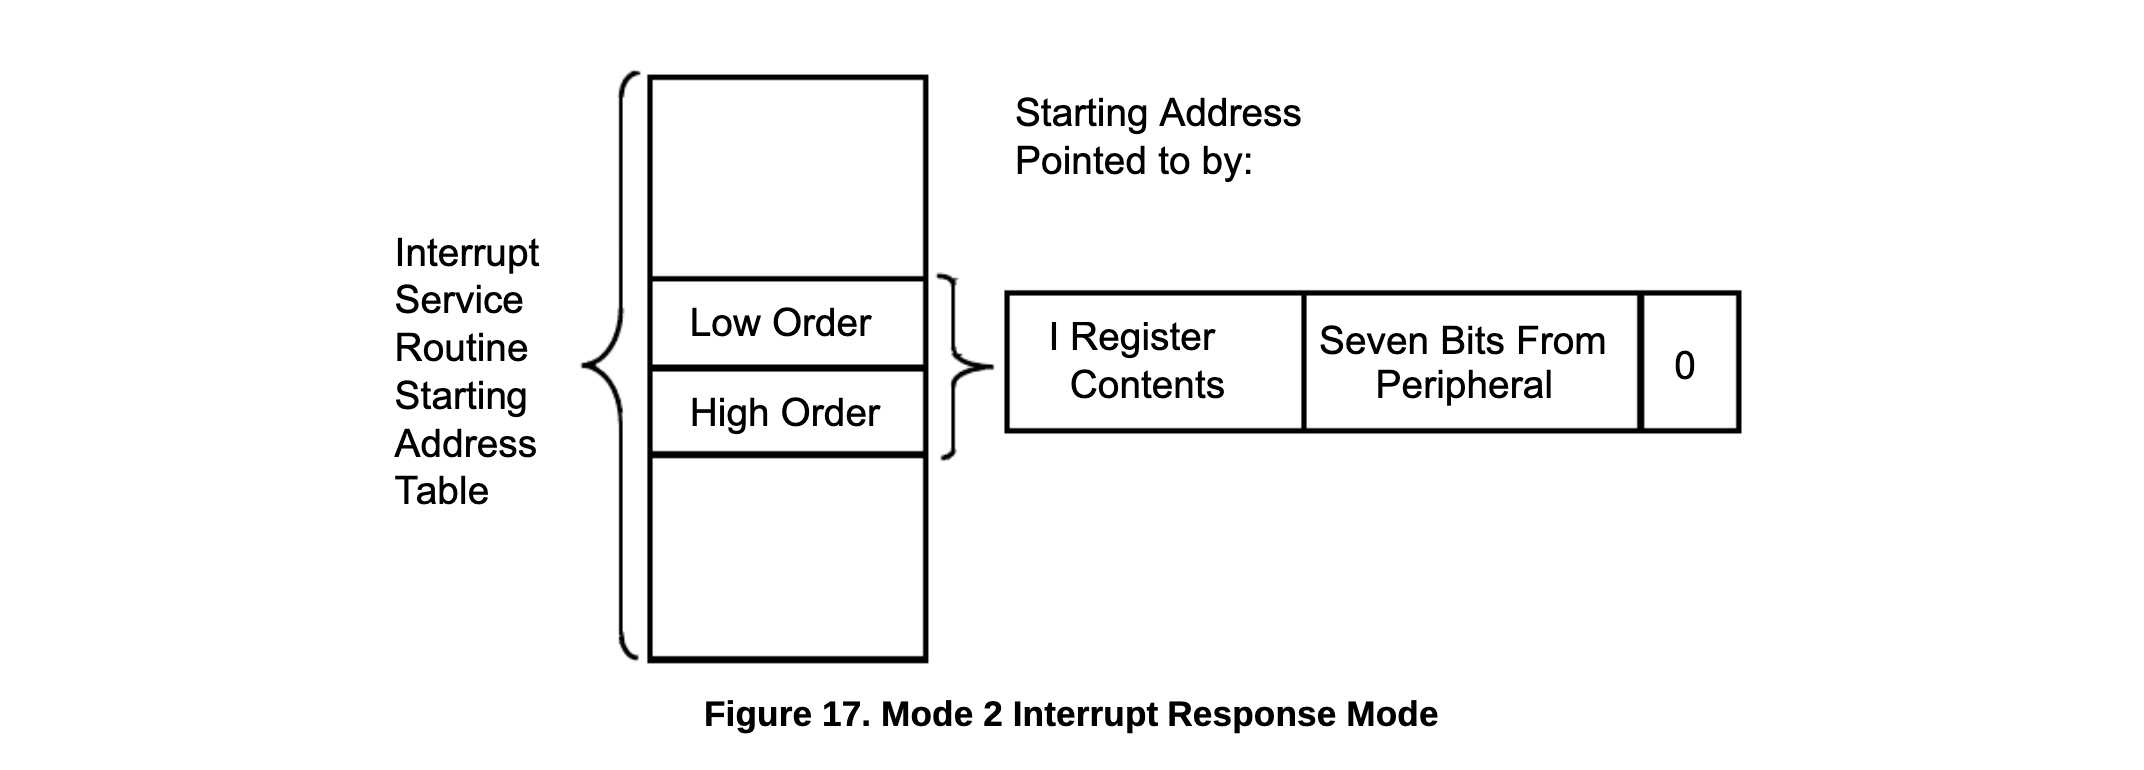 Starting Address
Pointed to by:
Interrupt
Service
Routine
Starting
Address
Table
Low Order
High Order
I Register
Contents
Seven Bits From
Peripheral
0
Figure 17. Mode 2 Interrupt Response Mode